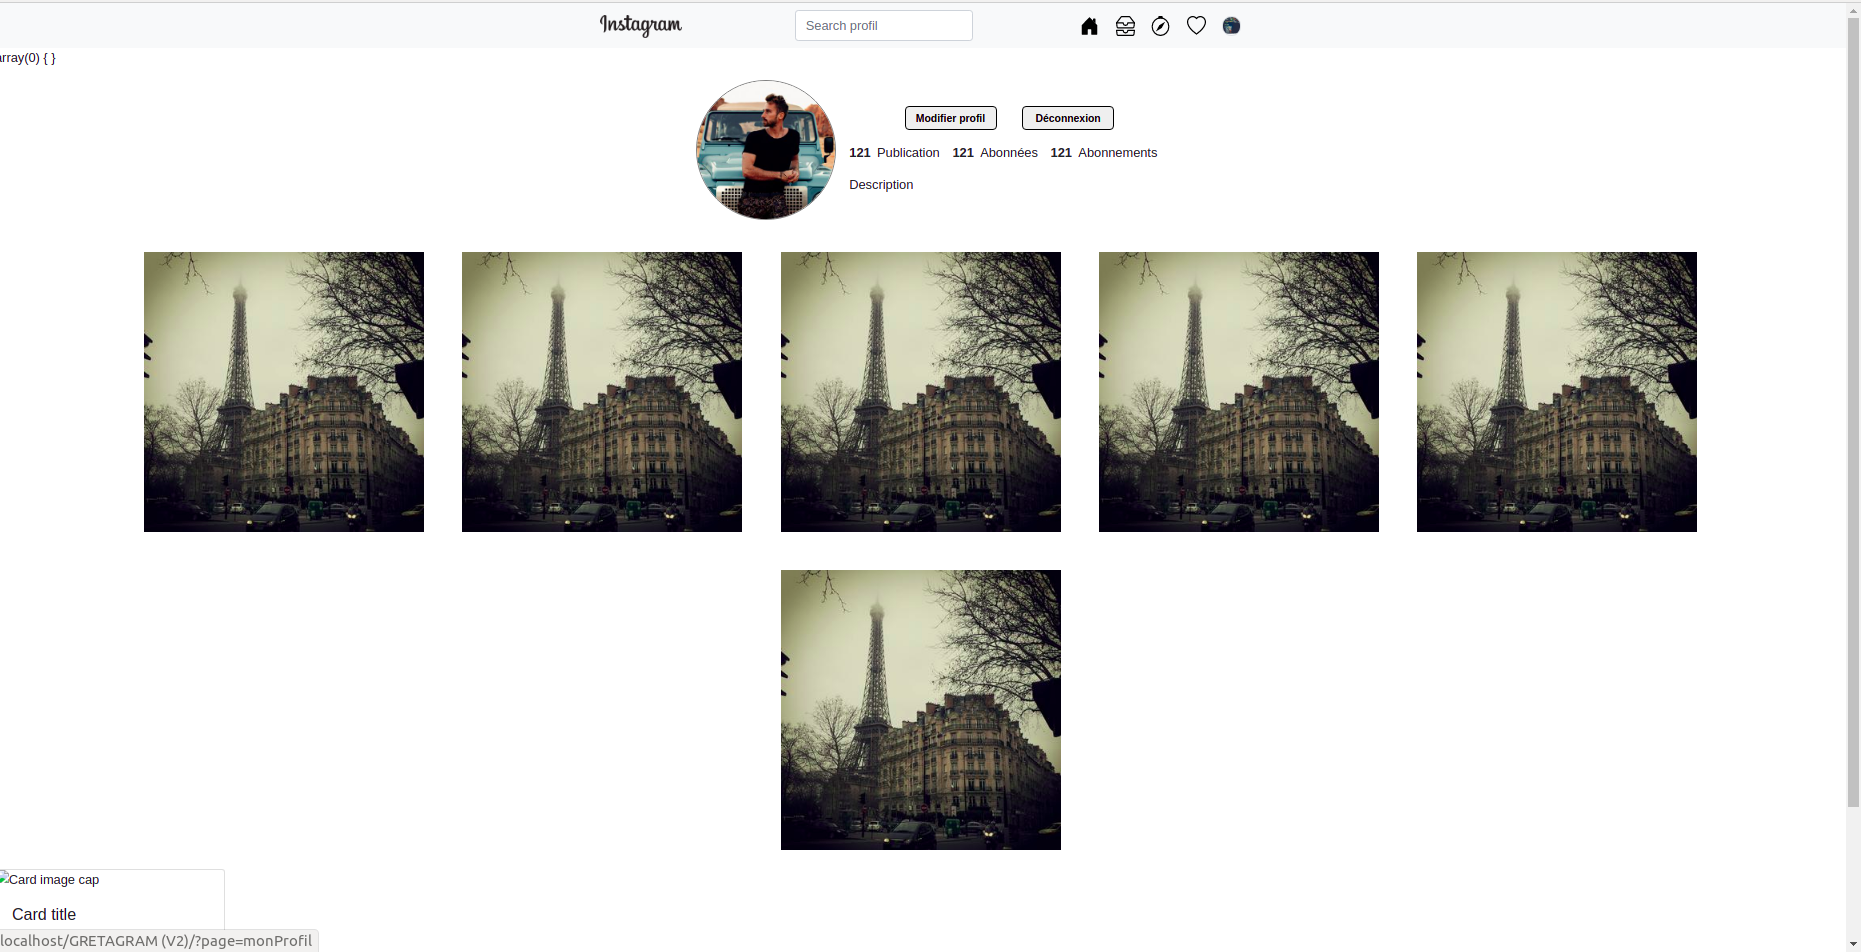 Instagram
Search profil
array(0) { }
Modifier profil
Déconnexion
121 Publication 121 Abonnées 121 Abonnements
Description
Card image cap
Card title
localhost/GRETAGRAM (V2)/?page=monProfil